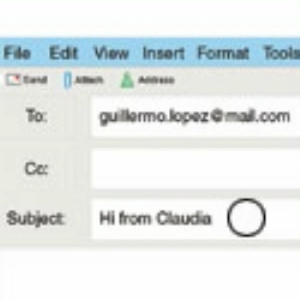 File Edit View Insert Format Tools
Send Attach Address
To: guillermo.lopez@mail.com
Cc:
Subject: Hi from Claudia